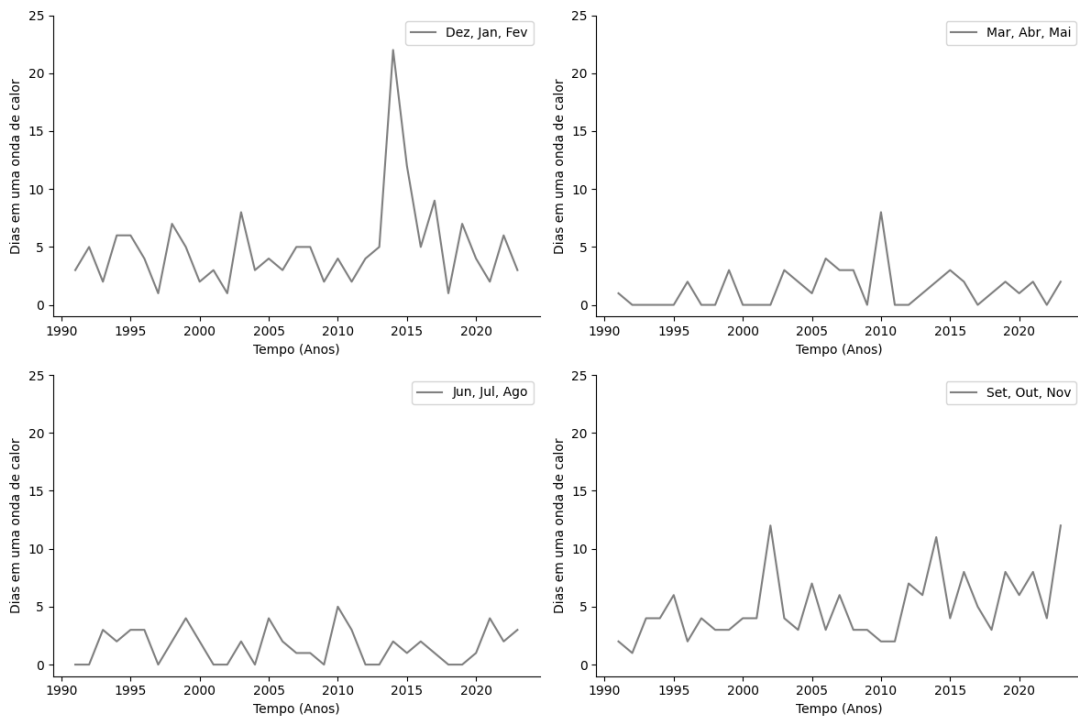 25
20
15
10
5
0
Dias em uma onda de calor
Dez, Jan, Fev
1990 1995 2000 2005 2010 2015 2020
Tempo (Anos)
25
20
15
10
5
0
Dias em uma onda de calor
Mar, Abr, Mai
1990 1995 2000 2005 2010 2015 2020
Tempo (Anos)
25
20
15
10
5
0
Dias em uma onda de calor
Jun, Jul, Ago
1990 1995 2000 2005 2010 2015 2020
Tempo (Anos)
25
20
15
10
5
0
Dias em uma onda de calor
Set, Out, Nov
1990 1995 2000 2005 2010 2015 2020
Tempo (Anos)